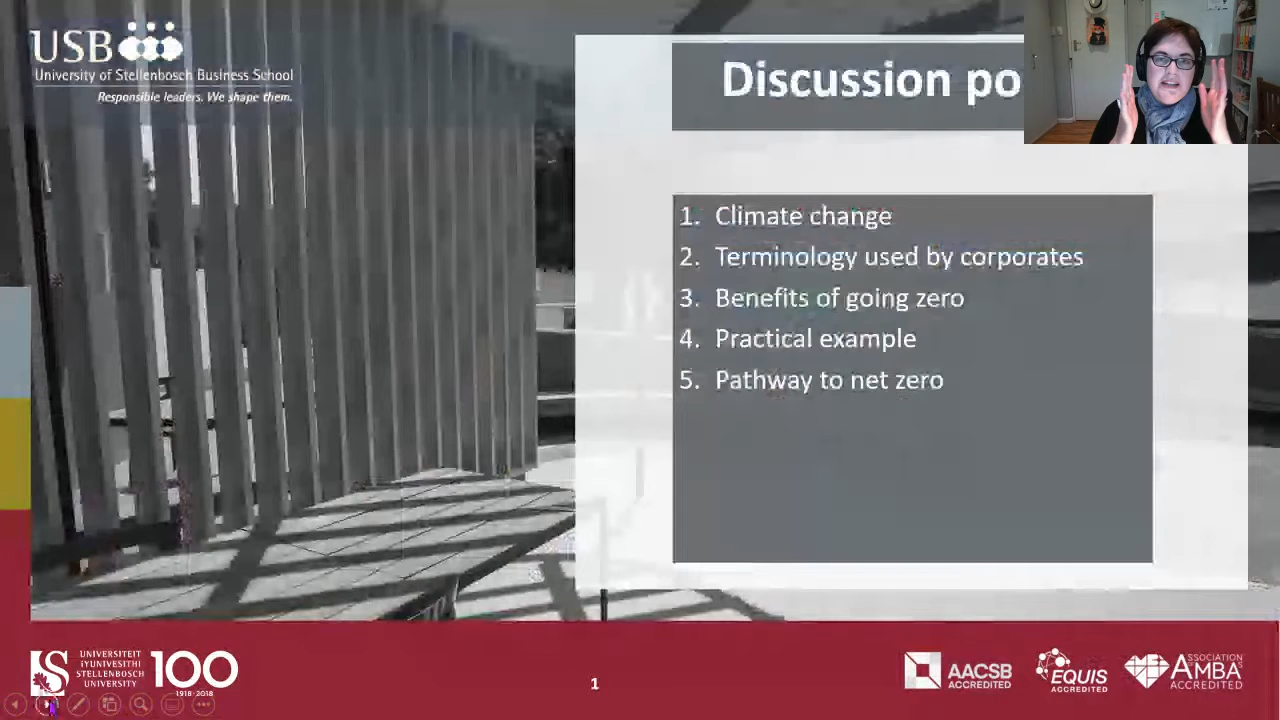 USB
University of Stellenbosch Business School
Responsible leaders. We shape them.
Discussion po
1. Climate change
2. Terminology used by corporates
3. Benefits of going zero
4. Practical example
5. Pathway to net zero
UNIVERSITEIT
iYUNIVESITHI
STELLENBOSCH
UNIVERSITY
100
1918·2018
1
AACSB
ACCREDITED
EQUIS
ACCREDITED
ASSOCIATION
AMBA
ACCREDITED